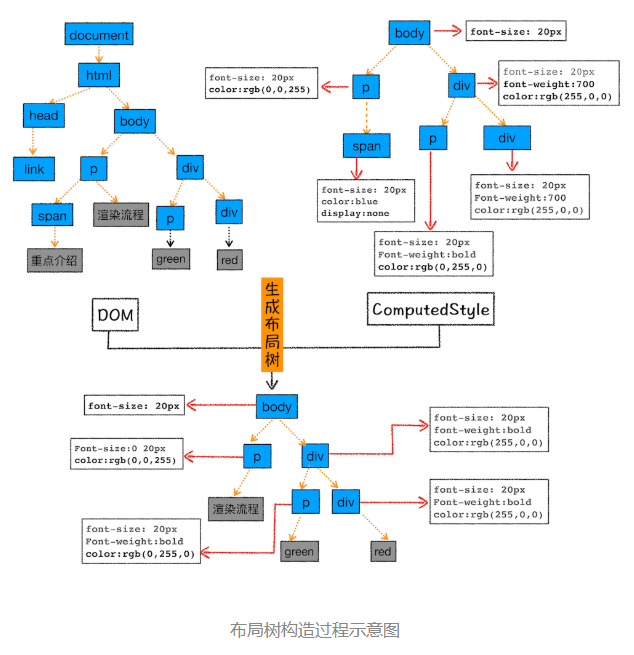 document
html
head
body
link
p
div
span
渲染流程
p
div
重点介绍
green
red
body
font-size: 20px
font-size: 20px
color:rgb(0,0,255)
p
div
font-size: 20px
font-weight:700
color:rgb(255,0,0)
span
p
div
font-size: 20px
color:blue
display:none
font-size: 20px
Font-weight:700
color:rgb(255,0,0)
font-size: 20px
Font-weight:bold
color:rgb(0,255,0)
DOM
生成布局树
ComputedStyle
font-size: 20px
body
font-size: 20px
font-weight:bold
color:rgb(255,0,0)
Font-size:0 20px
color:rgb(0,0,255)
p
div
渲染流程
p
div
font-size: 20px
Font-weight:bold
color:rgb(255,0,0)
font-size: 20px
Font-weight:bold
color:rgb(0,255,0)
green
red
布局树构造过程示意图